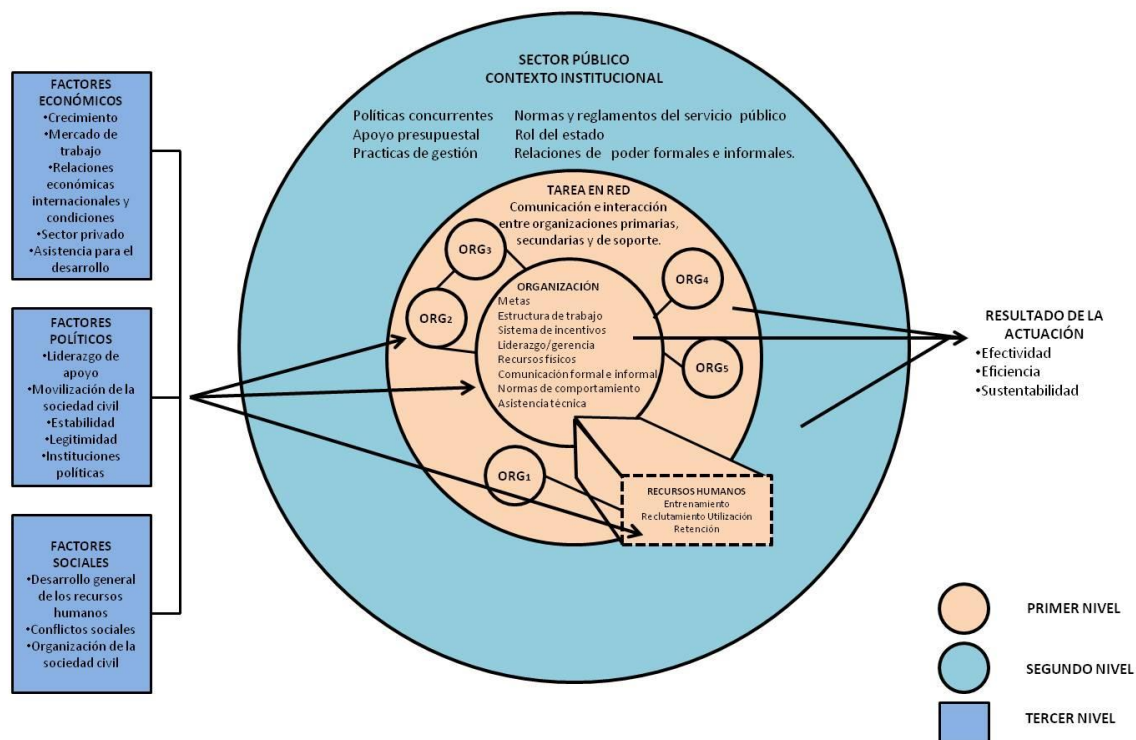 FACTORES
ECONÓMICOS
•Crecimiento
•Mercado de
trabajo
•Relaciones
económicas
internacionales y
condiciones
•Sector privado
•Asistencia para el
desarrollo
FACTORES
POLÍTICOS
•Liderazgo de
apoyo
•Movilización de la
sociedad civil
•Estabilidad
•Legitimidad
•Instituciones
políticas
FACTORES
SOCIALES
•Desarrollo general
de los recursos
humanos
•Conflictos sociales
•Organización de la
sociedad civil
SECTOR PÚBLICO
CONTEXTO INSTITUCIONAL
Políticas concurrentes
Apoyo presupuestal
Practicas de gestión
Normas y reglamentos del servicio público
Rol del estado
Relaciones de poder formales e informales.
TAREA EN RED
Comunicación e interacción
entre organizaciones primarias,
secundarias y de soporte.
ORG3
ORG2
ORG4
ORG5
ORG1
ORGANIZACIÓN
Metas
Estructura de trabajo
Sistema de incentivos
Liderazgo/gerencia
Recursos físicos
Comunicación formal e informal
Normas de comportamiento
Asistencia técnica
RECURSOS HUMANOS
Entrenamiento
Reclutamiento Utilización
Retención
RESULTADO DE LA
ACTUACIÓN
•Efectividad
•Eficiencia
•Sustentabilidad
PRIMER NIVEL
SEGUNDO NIVEL
TERCER NIVEL